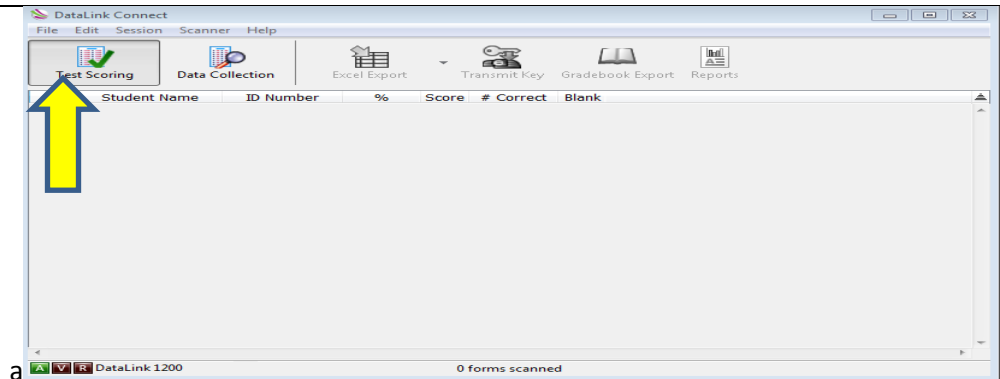 DataLink Connect
File Edit Session Scanner Help
Test Scoring Data Collection Excel Export Transmit Key Gradebook Export Reports
Student Name ID Number % Score # Correct Blank
a
A V R DataLink 1200 0 forms scanned